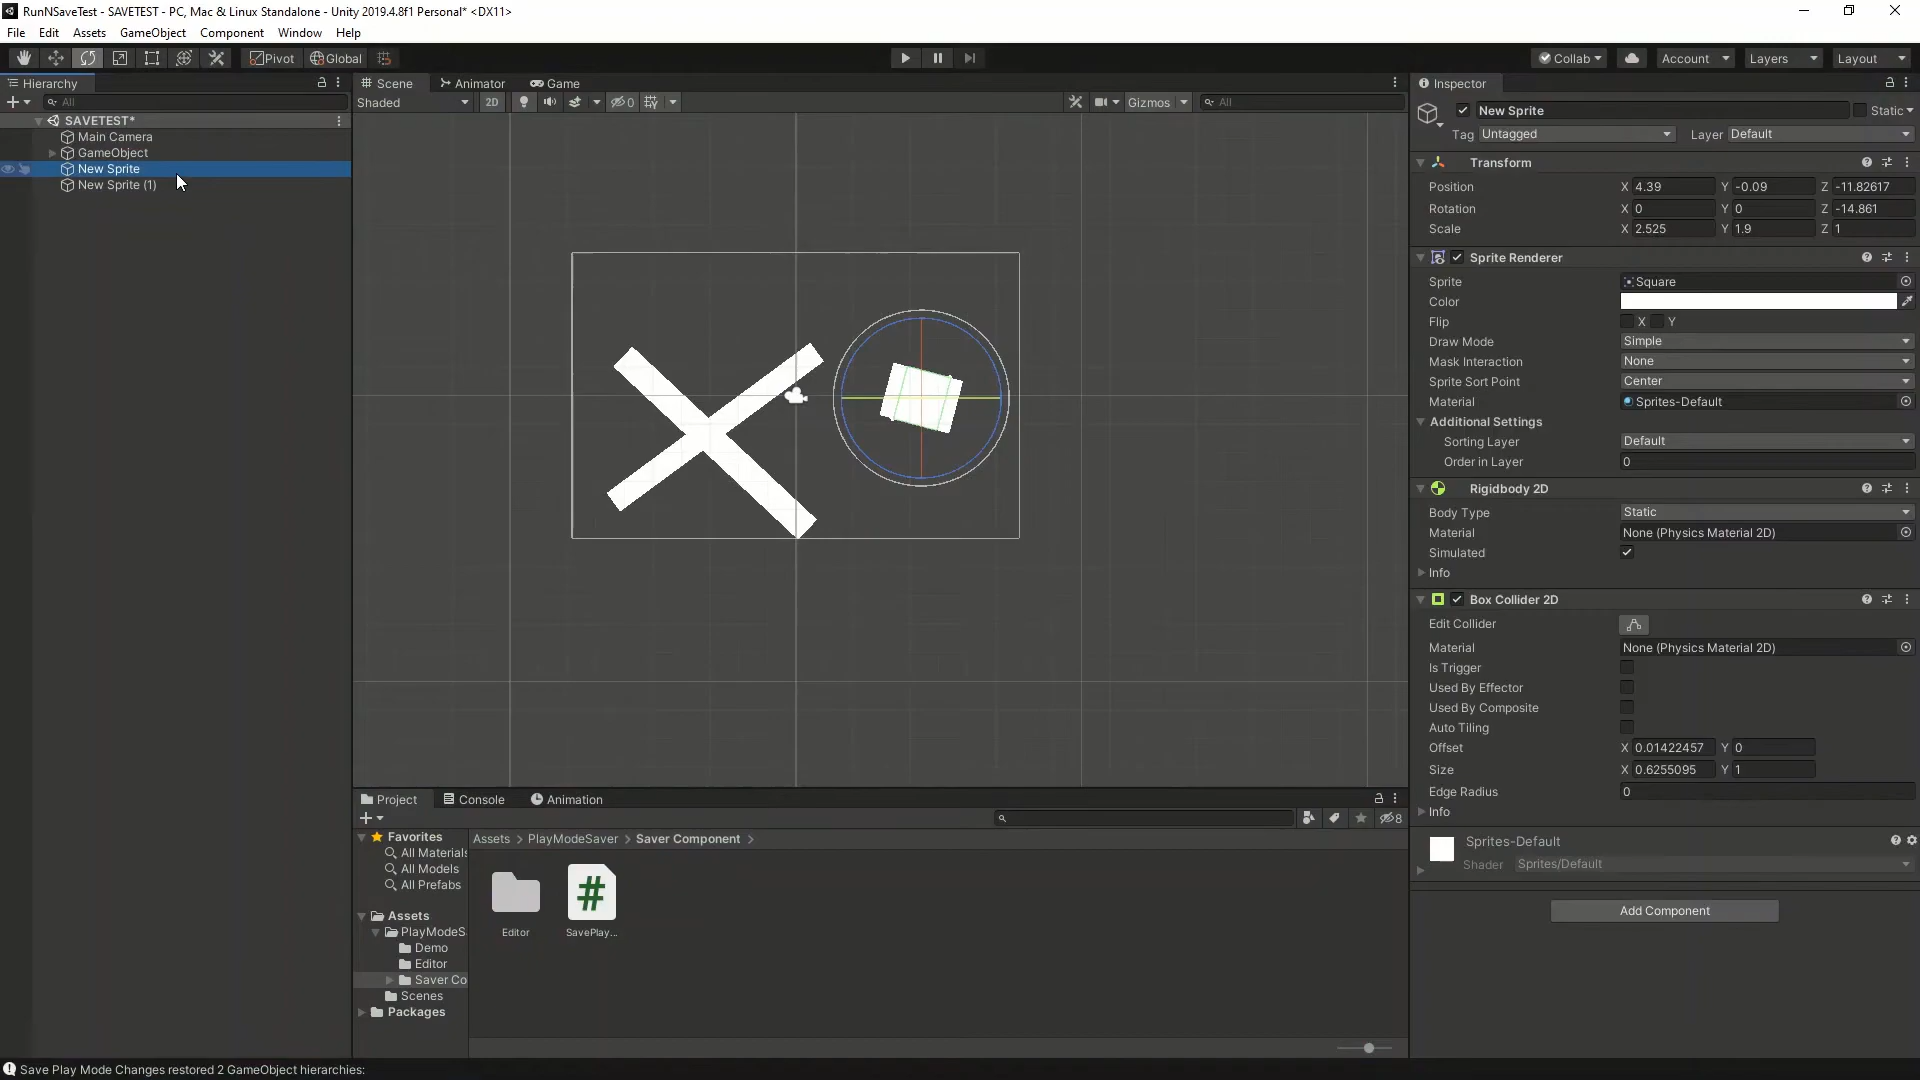 RunNSaveTest - SAVETEST - PC, Mac & Linux Standalone - Unity 2019.4.8f1 Personal* <DX11>
File Edit Assets GameObject Component Window Help
Pivot Global Collab Account Layers Layout
Hierarchy
All
SAVETEST*
Main Camera
GameObject
New Sprite
New Sprite (1)
Scene Animator Game
Shaded 2D 0 Gizmos All
Inspector
New Sprite Static
Tag Untagged Layer Default
Transform
Position X 4.39 Y -0.09 Z -11.82617
Rotation X 0 Y 0 Z -14.861
Scale X 2.525 Y 1.9 Z 1
Sprite Renderer
Sprite Square
Color
Flip X Y
Draw Mode Simple
Mask Interaction None
Sprite Sort Point Center
Material Sprites-Default
Additional Settings
Sorting Layer Default
Order in Layer 0
Rigidbody 2D
Body Type Static
Material None (Physics Material 2D)
Simulated
Info
Box Collider 2D
Edit Collider
Material None (Physics Material 2D)
Is Trigger
Used By Effector
Used By Composite
Auto Tiling
Offset X 0.01422457 Y 0
Size X 0.6255095 Y 1
Edge Radius 0
Info
Sprites-Default
Shader Sprites/Default
Add Component
Project Console Animation
8
Favorites
All Materials
All Models
All Prefabs
Assets
PlayModeS
Demo
Editor
Saver Co
Scenes
Packages
Assets > PlayModeSaver > Saver Component >
Editor
SavePlay...
Save Play Mode Changes restored 2 GameObject hierarchies: